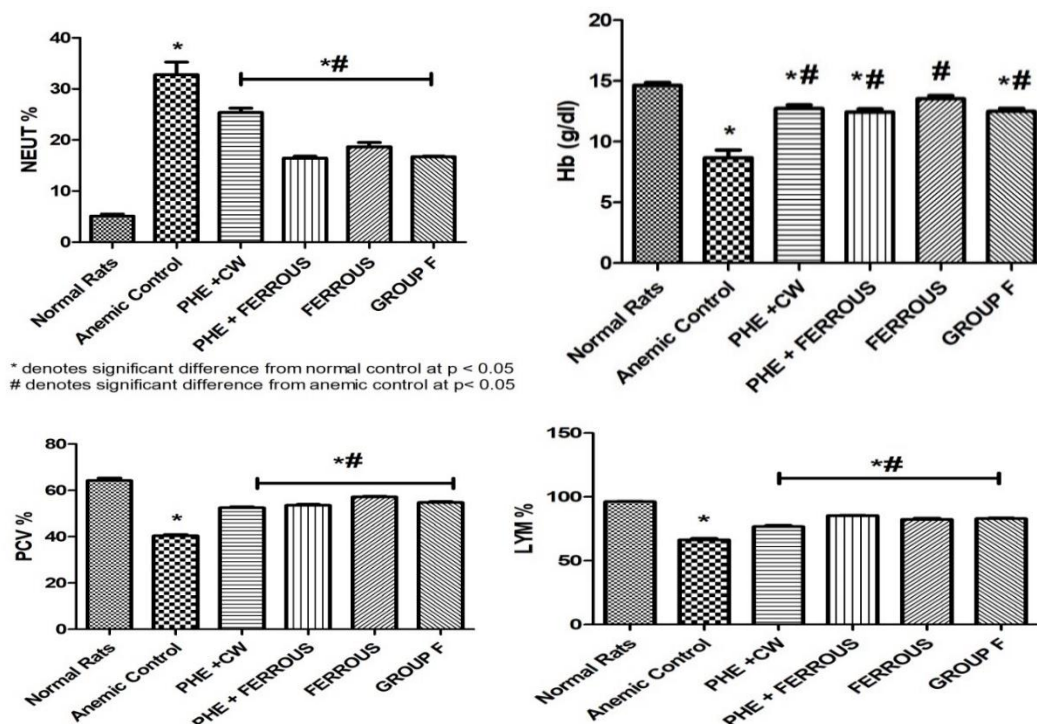 NEUT %
40
30
20
10
0
*
*#
Normal Rats
Anemic Control
PHE +CW
PHE + FERROUS
FERROUS
GROUP F
* denotes significant difference from normal control at p < 0.05
# denotes significant difference from anemic control at p< 0.05
Hb (g/dl)
20
15
10
5
0
*
*#
*#
#
*#
Normal Rats
Anemic Control
PHE +CW
PHE + FERROUS
FERROUS
GROUP F
PCV %
80
60
40
20
0
*
*#
Normal Rats
Anemic Control
PHE +CW
PHE + FERROUS
FERROUS
GROUP F
LYM %
150
100
50
0
*
*#
Normal Rats
Anemic Control
PHE +CW
PHE + FERROUS
FERROUS
GROUP F